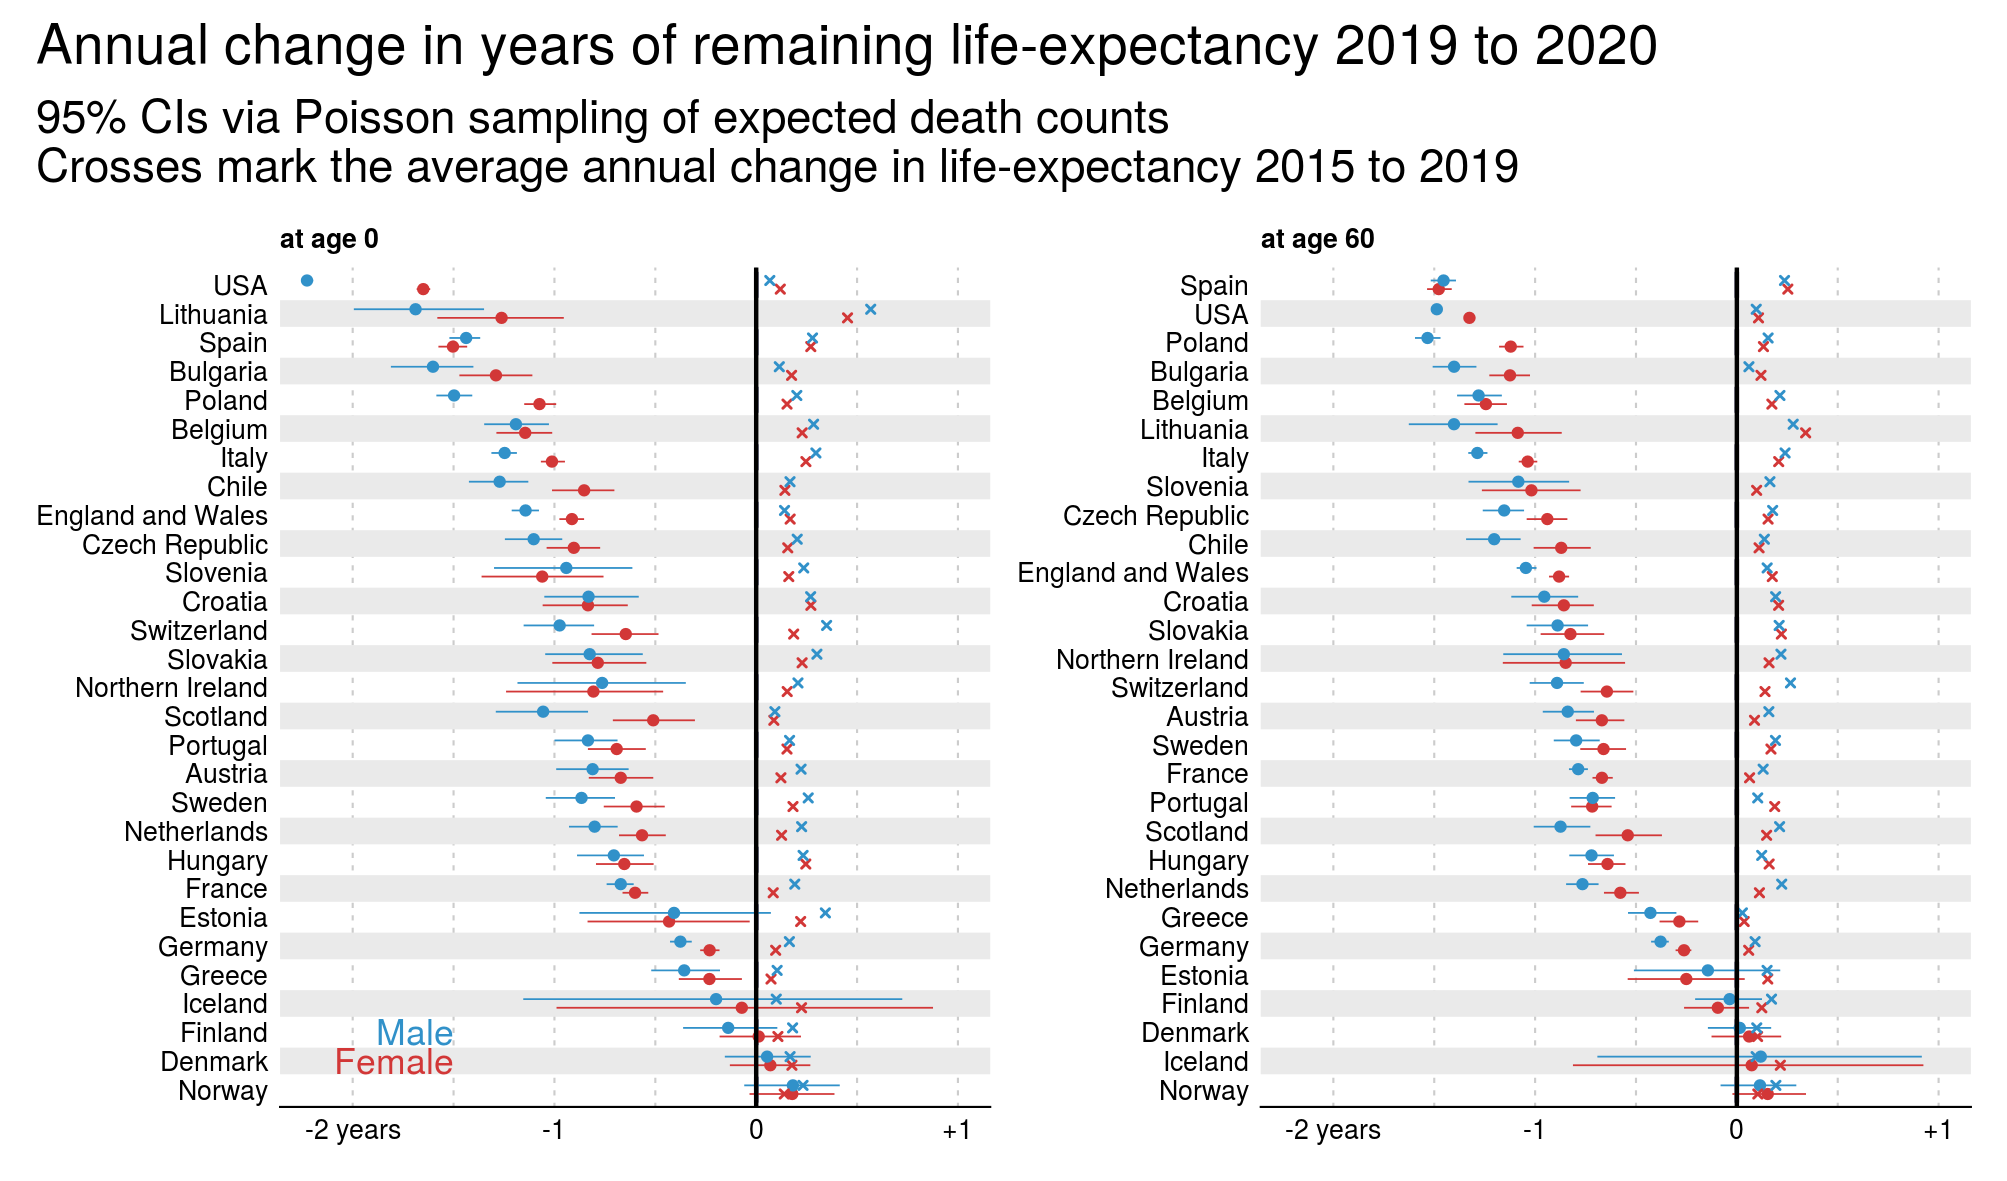 Annual change in years of remaining life-expectancy 2019 to 2020
95% CIs via Poisson sampling of expected death counts
Crosses mark the average annual change in life-expectancy 2015 to 2019
at age 0
USA
Lithuania
Spain
Bulgaria
Poland
Belgium
Italy
Chile
England and Wales
Czech Republic
Slovenia
Croatia
Switzerland
Slovakia
Northern Ireland
Scotland
Portugal
Austria
Sweden
Netherlands
Hungary
France
Estonia
Germany
Greece
Iceland
Finland
Denmark
Norway
Male
Female
-2 years
-1
0
+1
at age 60
Spain
USA
Poland
Bulgaria
Belgium
Lithuania
Italy
Slovenia
Czech Republic
Chile
England and Wales
Croatia
Slovakia
Northern Ireland
Switzerland
Austria
Sweden
France
Portugal
Scotland
Hungary
Netherlands
Greece
Germany
Estonia
Finland
Denmark
Iceland
Norway
-2 years
-1
0
+1